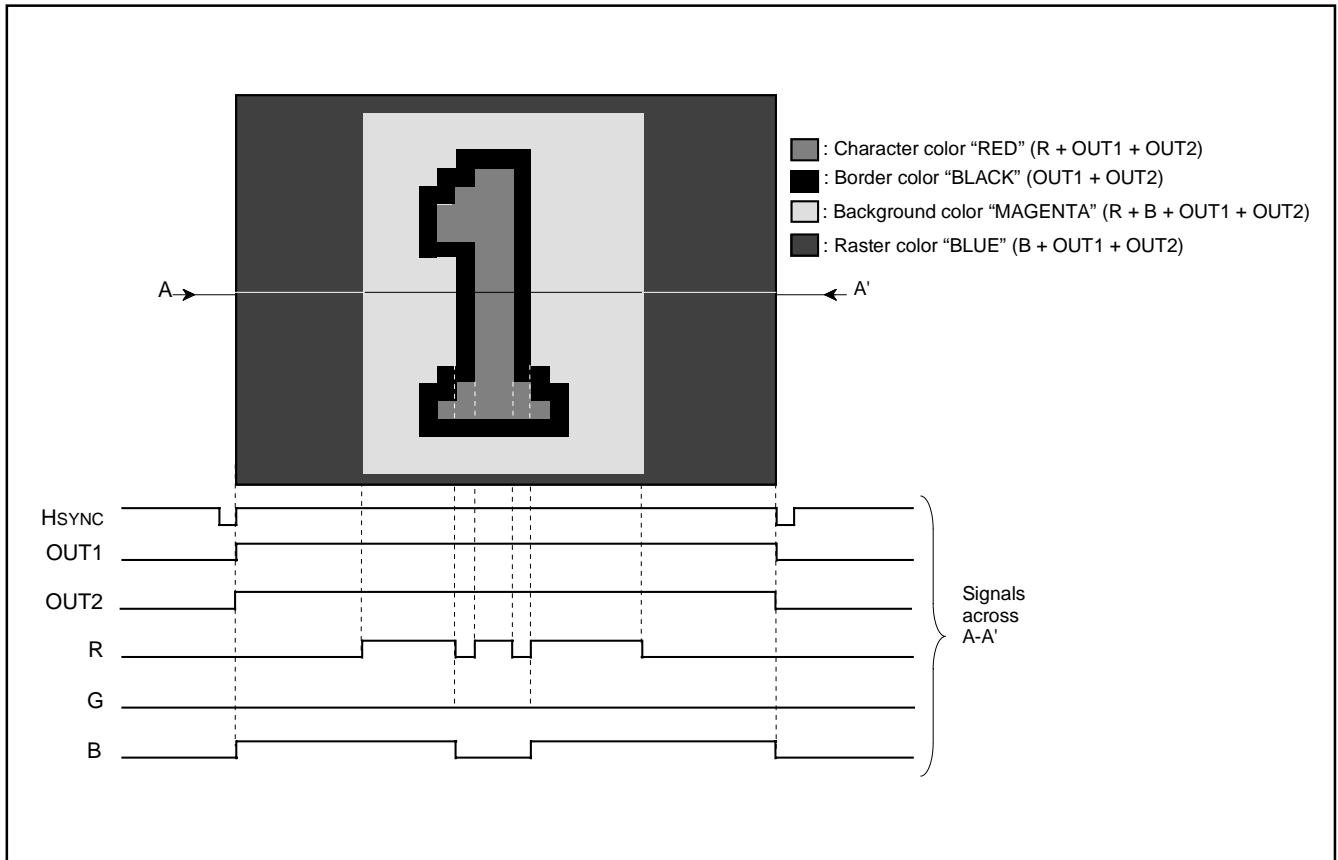 : Character color “RED” (R + OUT1 + OUT2)
: Border color “BLACK” (OUT1 + OUT2)
: Background color “MAGENTA” (R + B + OUT1 + OUT2)
: Raster color “BLUE” (B + OUT1 + OUT2)
A
A'
1
HSYNC
OUT1
OUT2
R
G
B
Signals
across
A-A'